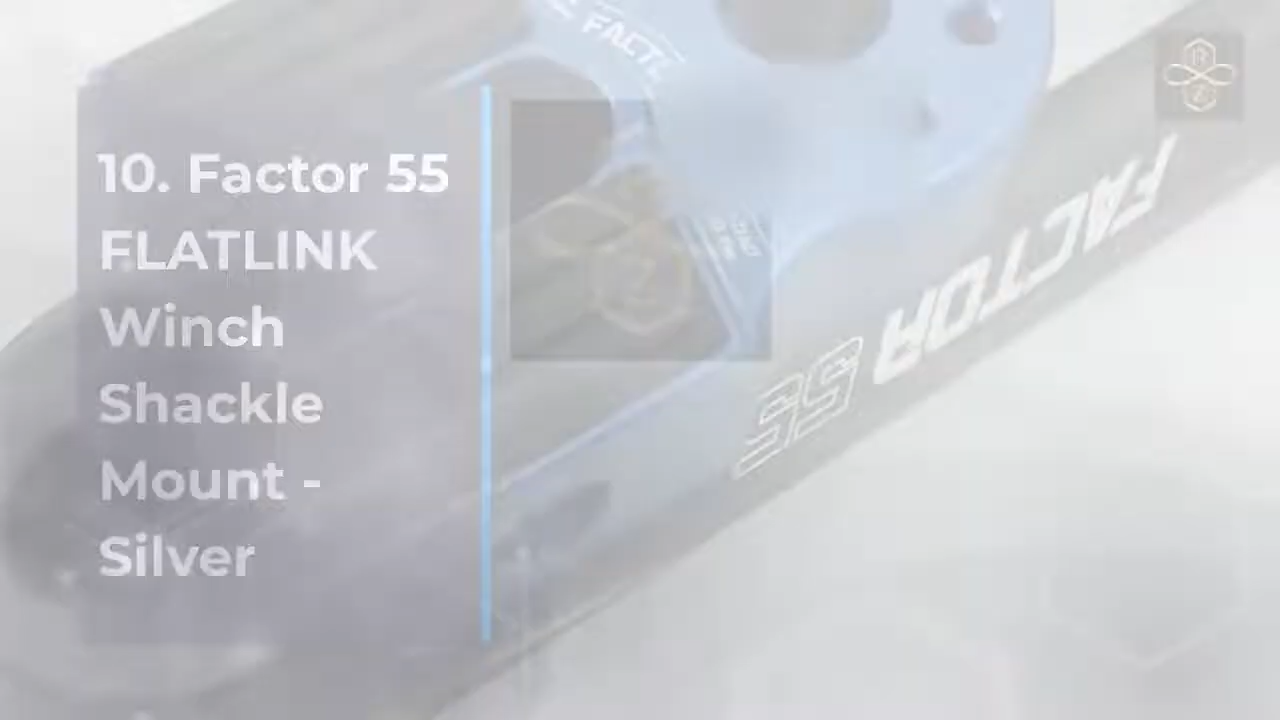 10. Factor 55
FLATLINK
Winch
Shackle
Mount -
Silver
FACTOR 55